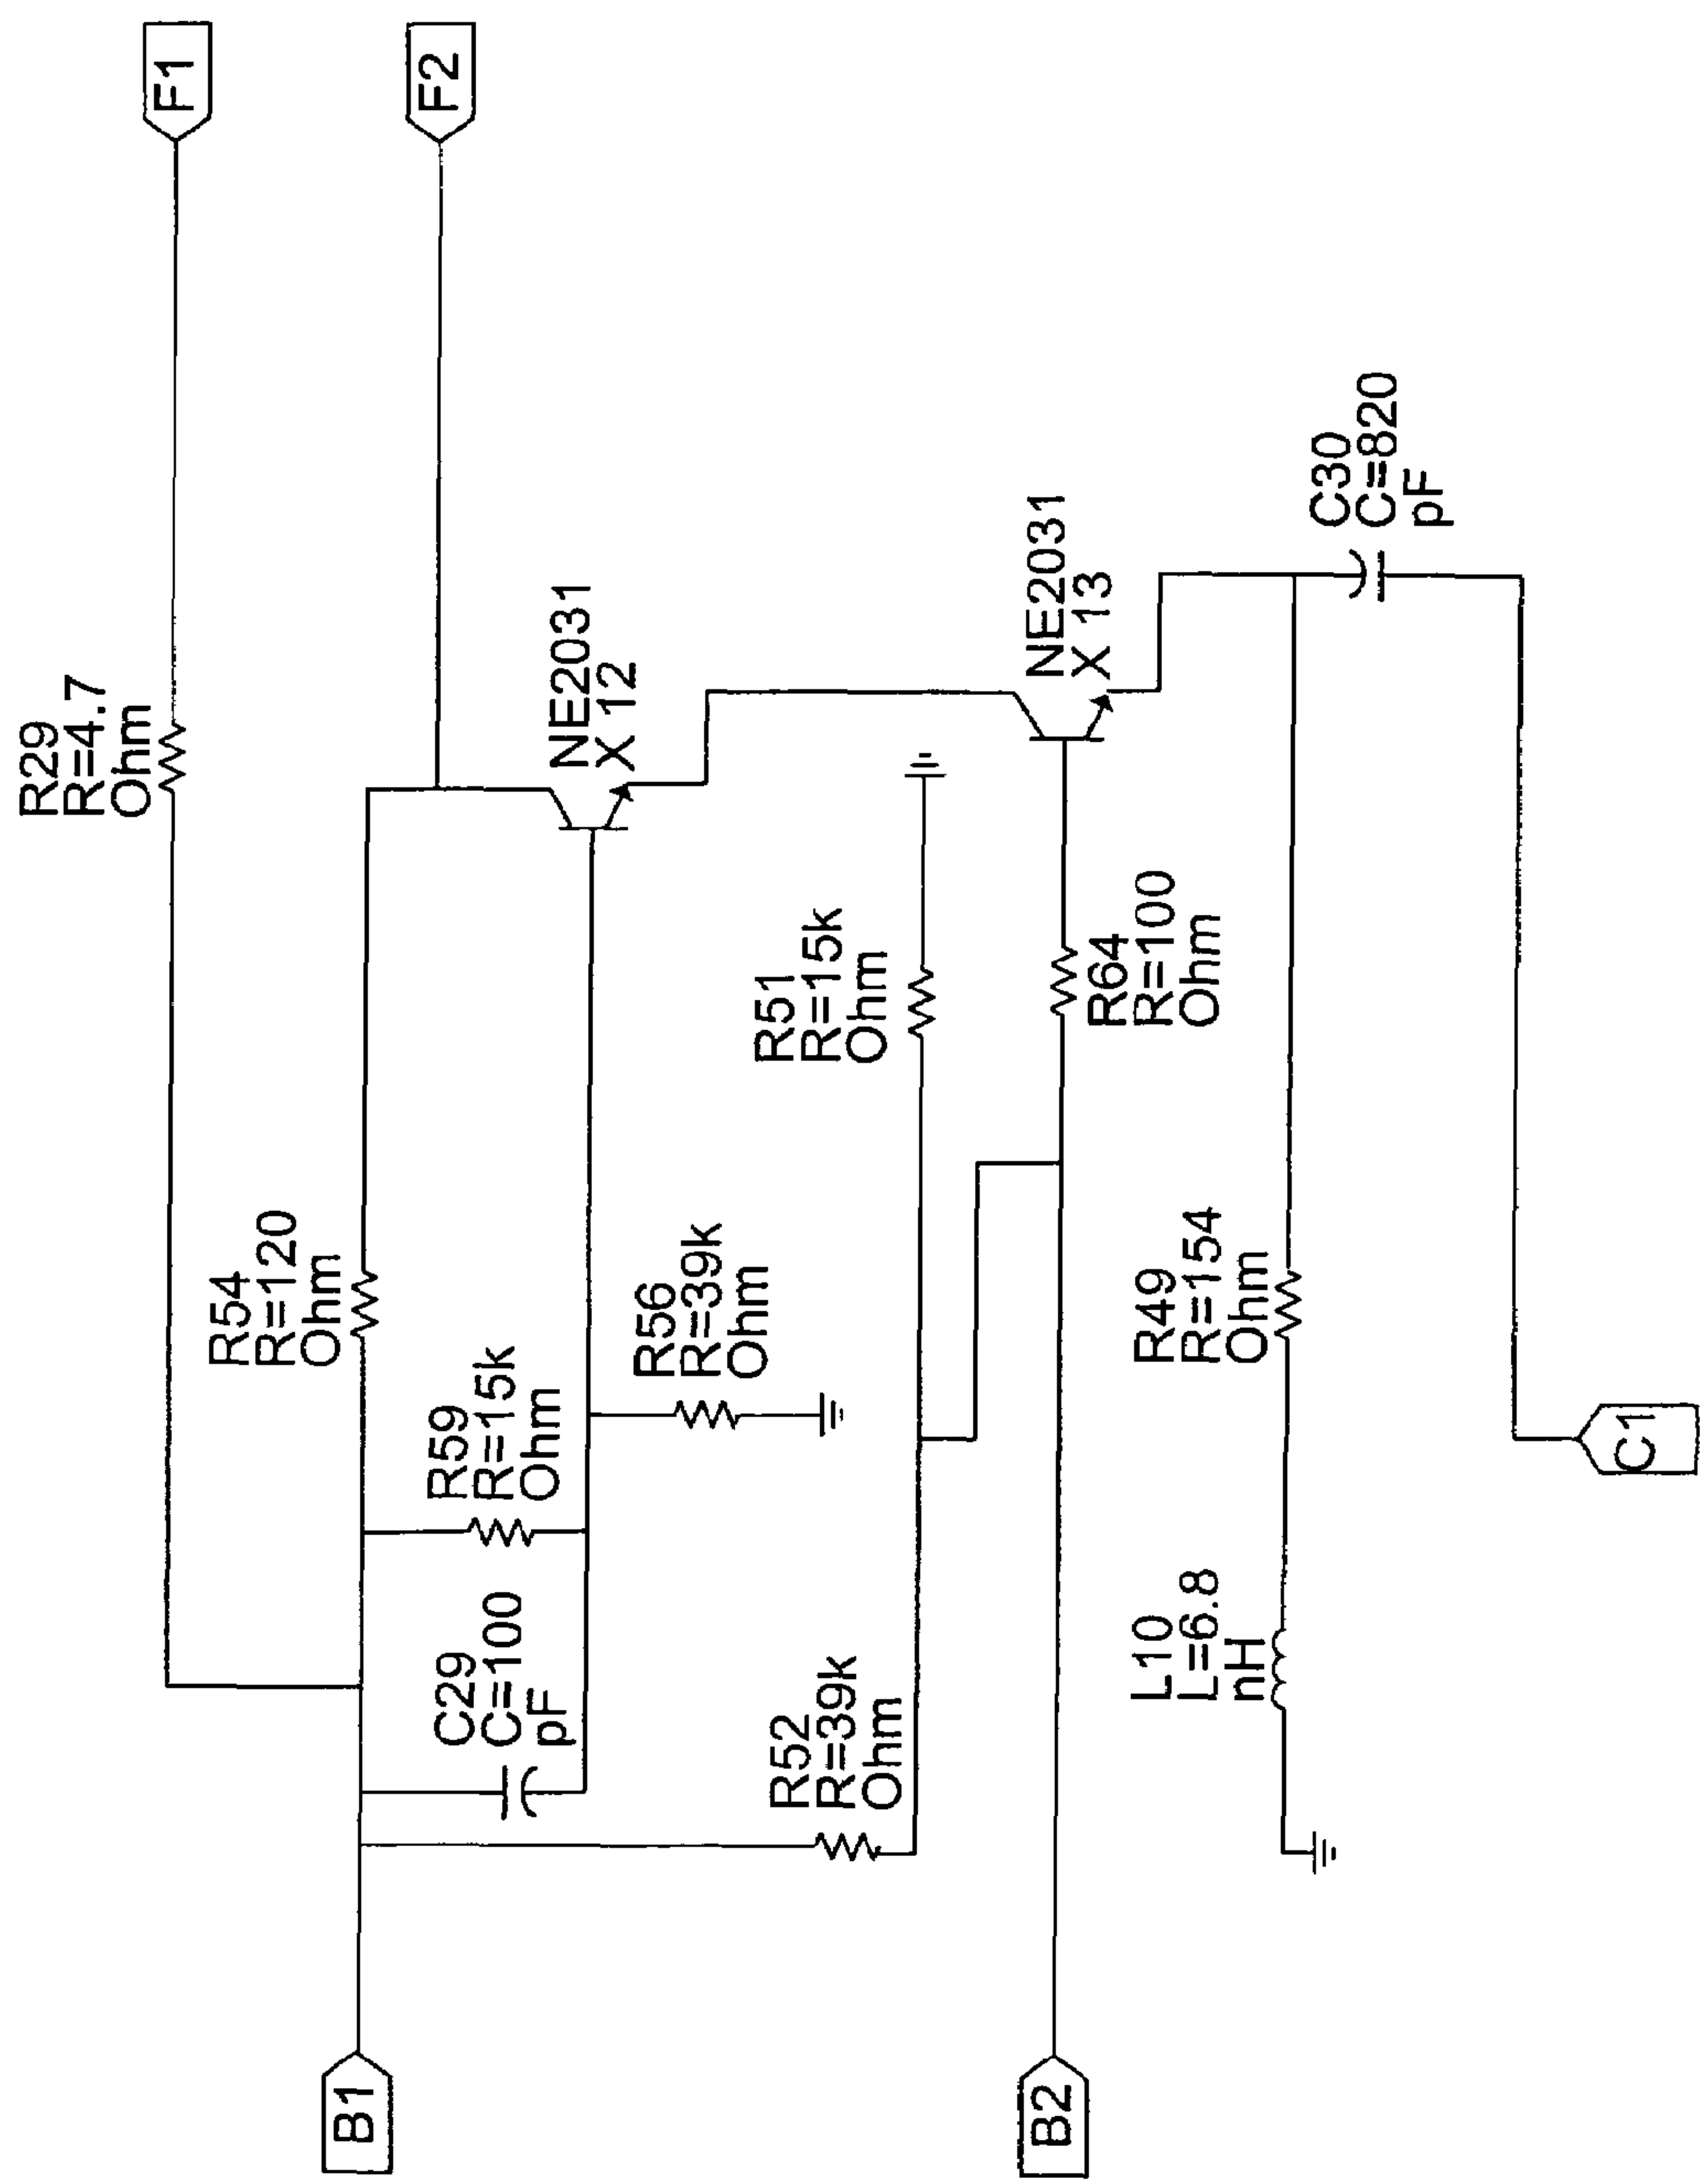 F1
F2
R29
R=4.7
Ohm
R54
R=120
Ohm
NE2031
X 12
R59
R=15k
Ohm
R56
R=39k
Ohm
C29
C=100
pF
R51
R=15k
Ohm
R52
R=39k
Ohm
NE2031
X 13
R64
R=100
Ohm
C30
C=820
pF
R49
R=154
Ohm
L10
L=6.8
nH
B1
B2
C1